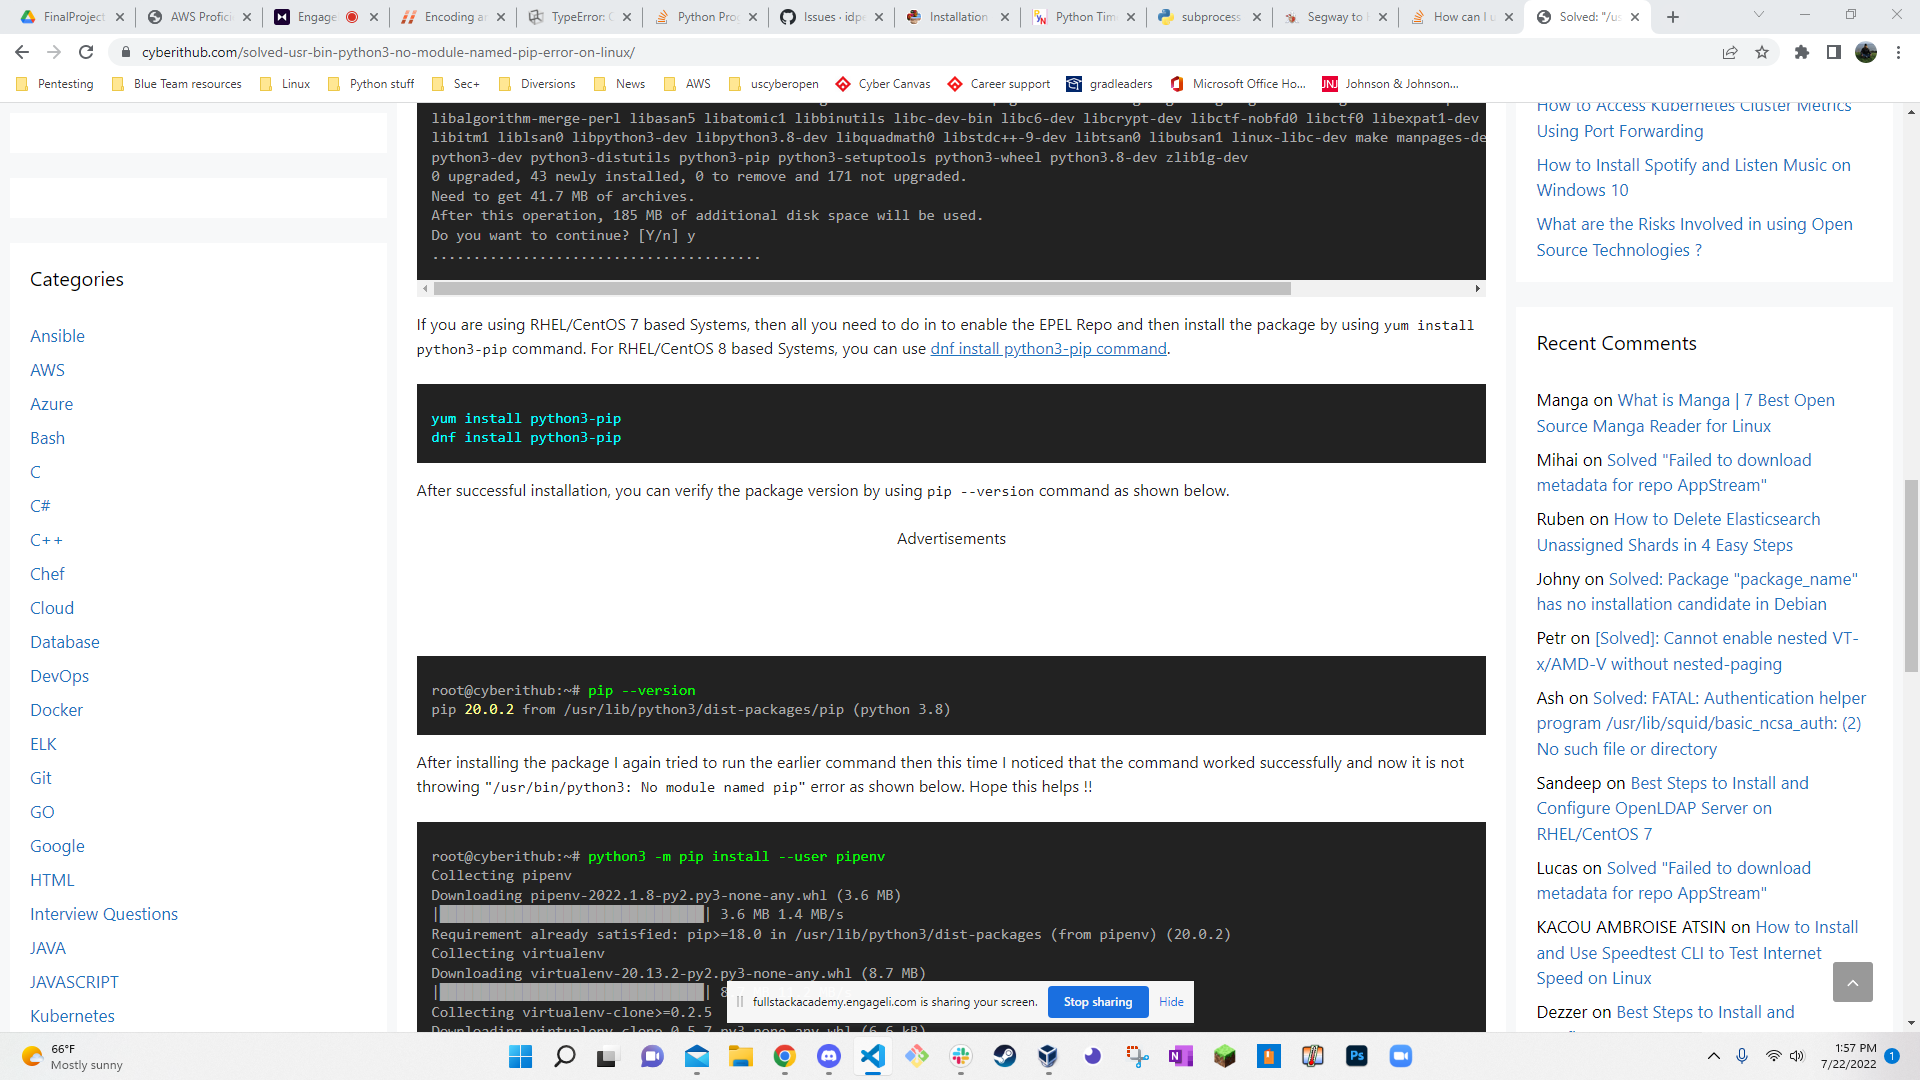 FinalProject
AWS Profici
Engage
Encoding a
TypeError: C
Python Pro
Issues · idpe
Installation
Python Tim
subprocess
Segway to
How can I u
Solved: "/us
cyberithub.com/solved-usr-bin-python3-no-module-named-pip-error-on-linux/
Pentesting
Blue Team resources
Linux
Python stuff
Sec+
Diversions
News
AWS
uscyberopen
Cyber Canvas
Career support
gradleaders
Microsoft Office Ho...
JNJ Johnson & Johnson...
Categories
Ansible
AWS
Azure
Bash
C
C#
C++
Chef
Cloud
Database
DevOps
Docker
ELK
Git
GO
Google
HTML
Interview Questions
JAVA
JAVASCRIPT
Kubernetes
libalgorithm-merge-perl libasan5 libatomic1 libbinutils libc-dev-bin libc6-dev libcrypt-dev libctf-nobfd0 libctf0 libexpat1-dev
libitm1 liblsan0 libpython3-dev libpython3.8-dev libquadmath0 libstdc++-9-dev libtsan0 libubsan1 linux-libc-dev make manpages-de
python3-dev python3-distutils python3-pip python3-setuptools python3-wheel python3.8-dev zlib1g-dev
0 upgraded, 43 newly installed, 0 to remove and 171 not upgraded.
Need to get 41.7 MB of archives.
After this operation, 185 MB of additional disk space will be used.
Do you want to continue? [Y/n] y
........................................
If you are using RHEL/CentOS 7 based Systems, then all you need to do in to enable the EPEL Repo and then install the package by using yum install
python3-pip command. For RHEL/CentOS 8 based Systems, you can use dnf install python3-pip command.
yum install python3-pip
dnf install python3-pip
After successful installation, you can verify the package version by using pip --version command as shown below.
Advertisements
root@cyberithub:~# pip --version
pip 20.0.2 from /usr/lib/python3/dist-packages/pip (python 3.8)
After installing the package I again tried to run the earlier command then this time I noticed that the command worked successfully and now it is not
throwing "/usr/bin/python3: No module named pip" error as shown below. Hope this helps !!
root@cyberithub:~# python3 -m pip install --user pipenv
Collecting pipenv
Downloading pipenv-2022.1.8-py2.py3-none-any.whl (3.6 MB)
| | 3.6 MB 1.4 MB/s
Requirement already satisfied: pip>=18.0 in /usr/lib/python3/dist-packages (from pipenv) (20.0.2)
Collecting virtualenv
Downloading virtualenv-20.13.2-py2.py3-none-any.whl (8.7 MB)
Collecting virtualenv-clone>=0.2.5
Downloading virtualenv_clone-0.5.7-py3-none-any.whl (6.6 kB)
fullstackacademy.engageli.com is sharing your screen.
Stop sharing
Hide
How to Access Kubernetes Cluster Metrics
Using Port Forwarding
How to Install Spotify and Listen Music on
Windows 10
What are the Risks Involved in using Open
Source Technologies ?
Recent Comments
Manga on What is Manga | 7 Best Open
Source Manga Reader for Linux
Mihai on Solved "Failed to download
metadata for repo AppStream"
Ruben on How to Delete Elasticsearch
Unassigned Shards in 4 Easy Steps
Johny on Solved: Package "package_name"
has no installation candidate in Debian
Petr on [Solved]: Cannot enable nested VT-
x/AMD-V without nested-paging
Ash on Solved: FATAL: Authentication helper
program /usr/lib/squid/basic_ncsa_auth: (2)
No such file or directory
Sandeep on Best Steps to Install and
Configure OpenLDAP Server on
RHEL/CentOS 7
Lucas on Solved "Failed to download
metadata for repo AppStream"
KACOU AMBROISE ATSIN on How to Install
and Use Speedtest CLI to Test Internet
Speed on Linux
Dezzer on Best Steps to Install and
66°F
Mostly sunny
1:57 PM
7/22/2022
1